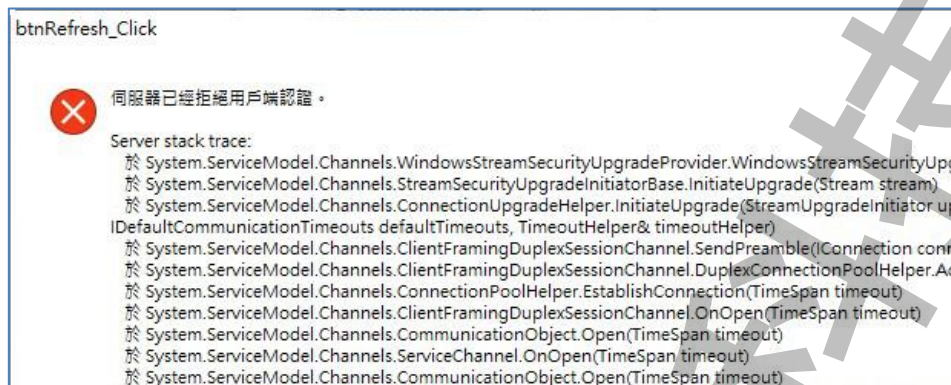 btnRefresh_Click
伺服器已經拒絕用戶端認證。
Server stack trace:
於 System.ServiceModel.Channels.WindowsStreamSecurityUpgradeProvider.WindowsStreamSecurityUpg
於 System.ServiceModel.Channels.StreamSecurityUpgradeInitiatorBase.InitiateUpgrade(Stream stream)
於 System.ServiceModel.Channels.ConnectionUpgradeHelper.InitiateUpgrade(StreamUpgradeInitiator up
IDefaultCommunicationTimeouts defaultTimeouts, TimeoutHelper& timeoutHelper)
於 System.ServiceModel.Channels.ClientFramingDuplexSessionChannel.SendPreamble(IConnection conn
於 System.ServiceModel.Channels.ClientFramingDuplexSessionChannel.DuplexConnectionPoolHelper.Ac
於 System.ServiceModel.Channels.ConnectionPoolHelper.EstablishConnection(TimeSpan timeout)
於 System.ServiceModel.Channels.ClientFramingDuplexSessionChannel.OnOpen(TimeSpan timeout)
於 System.ServiceModel.Channels.CommunicationObject.Open(TimeSpan timeout)
於 System.ServiceModel.Channels.ServiceChannel.OnOpen(TimeSpan timeout)
於 System.ServiceModel.Channels.CommunicationObject.Open(TimeSpan timeout)